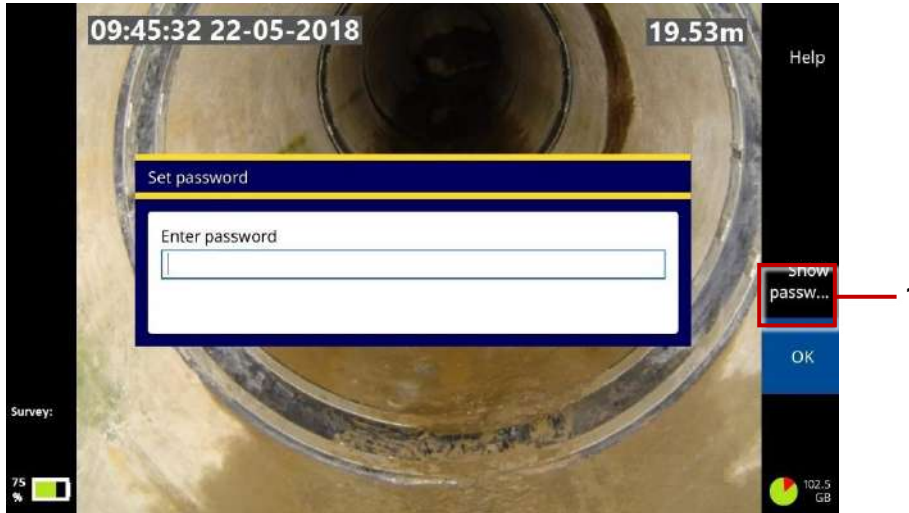 09:45:32 22-05-2018
19.53m
Help
Set password
Enter password
Show
passw...
OK
Survey:
75
%
102.5
GB